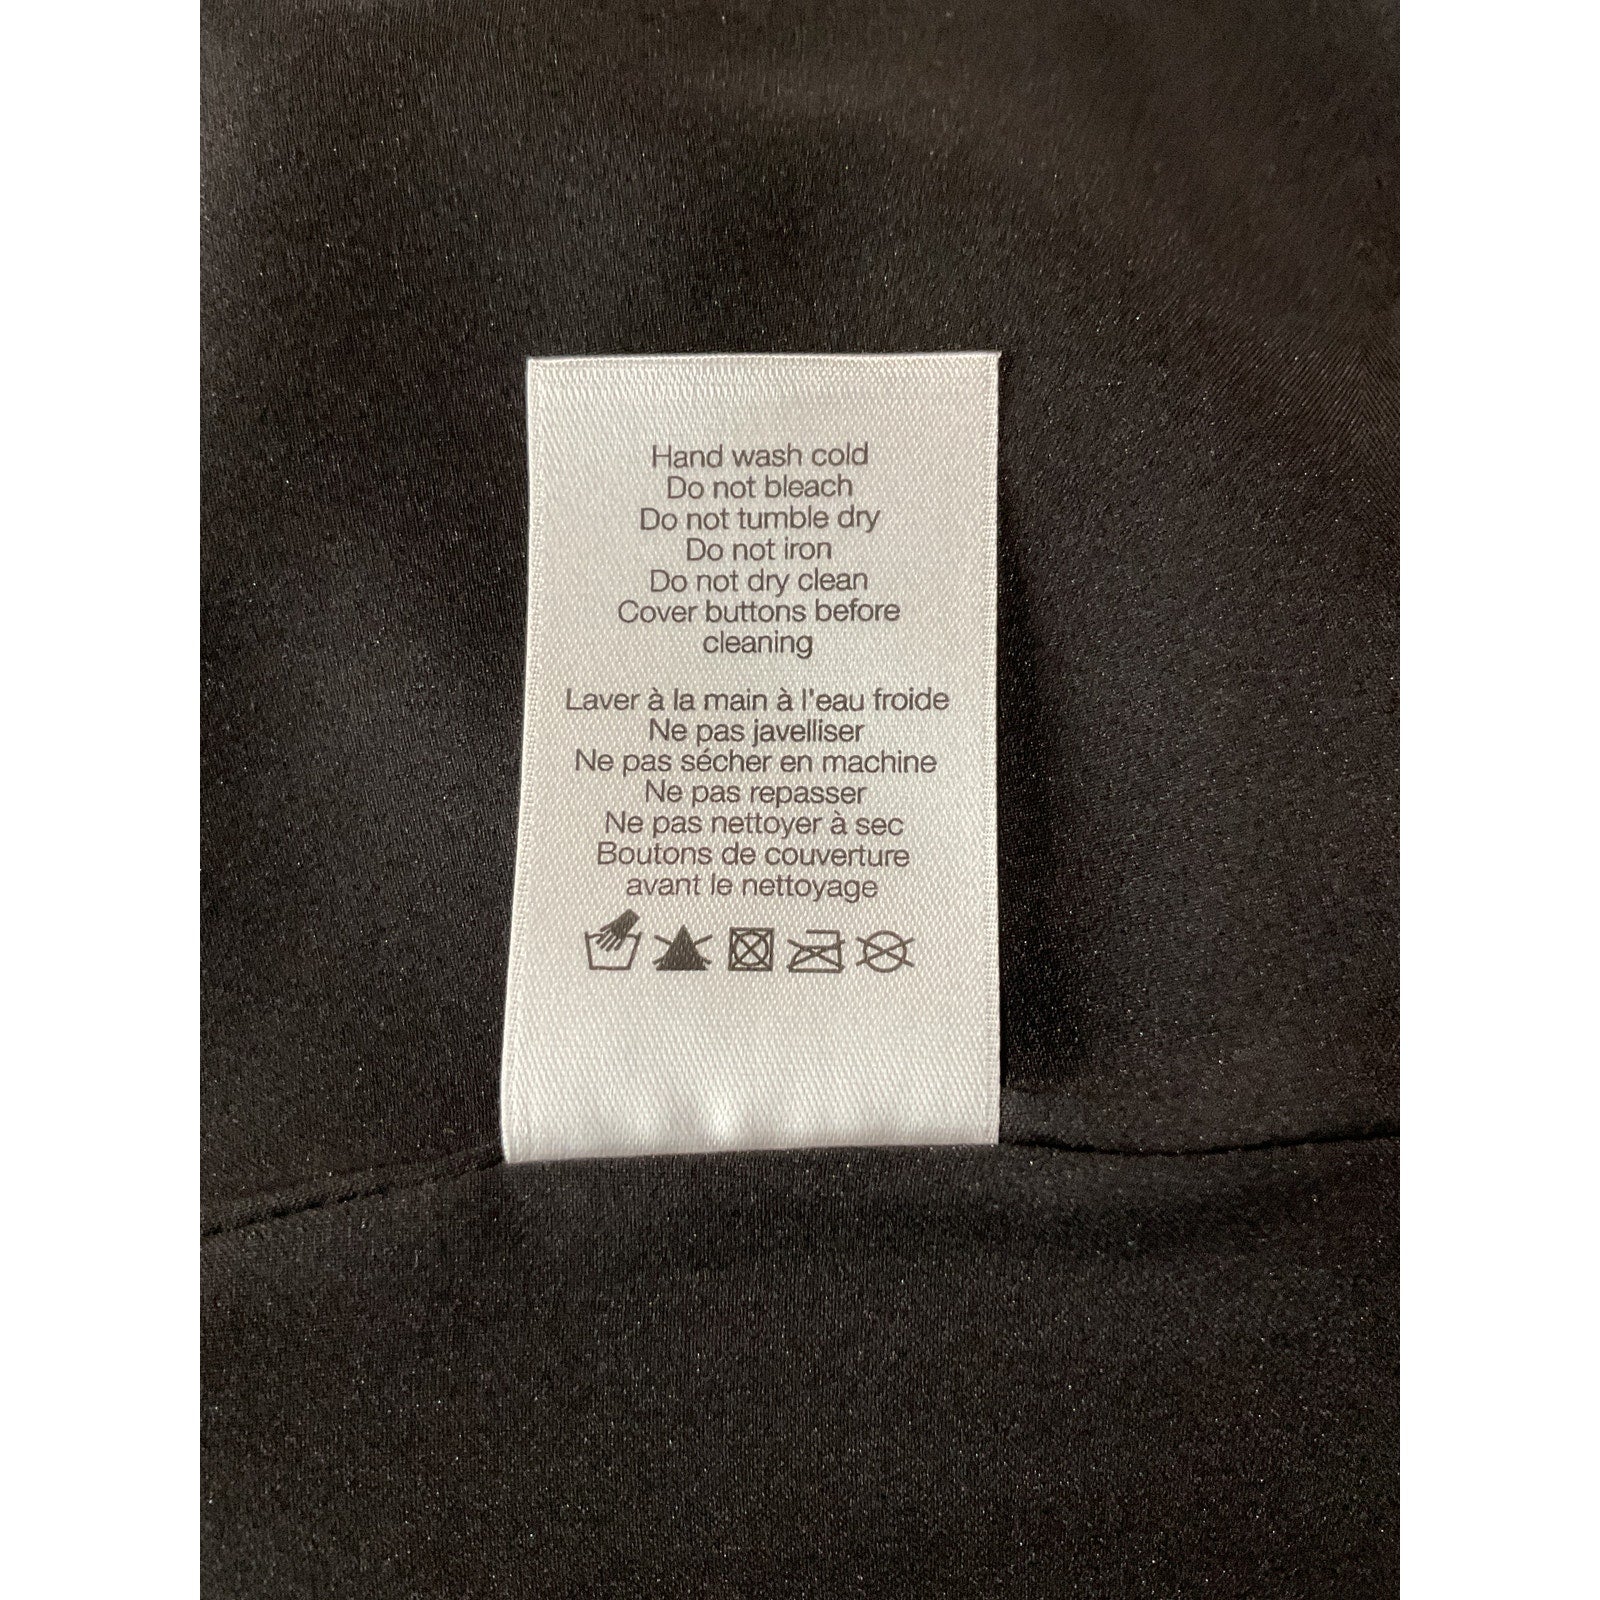 Hand wash cold
Do not bleach
Do not tumble dry
Do not iron
Do not dry clean
Cover buttons before
cleaning
Laver à la main à l'eau froide
Ne pas javelliser
Ne pas sécher en machine
Ne pas repasser
Ne pas nettoyer à sec
Boutons de couverture
avant le nettoyage